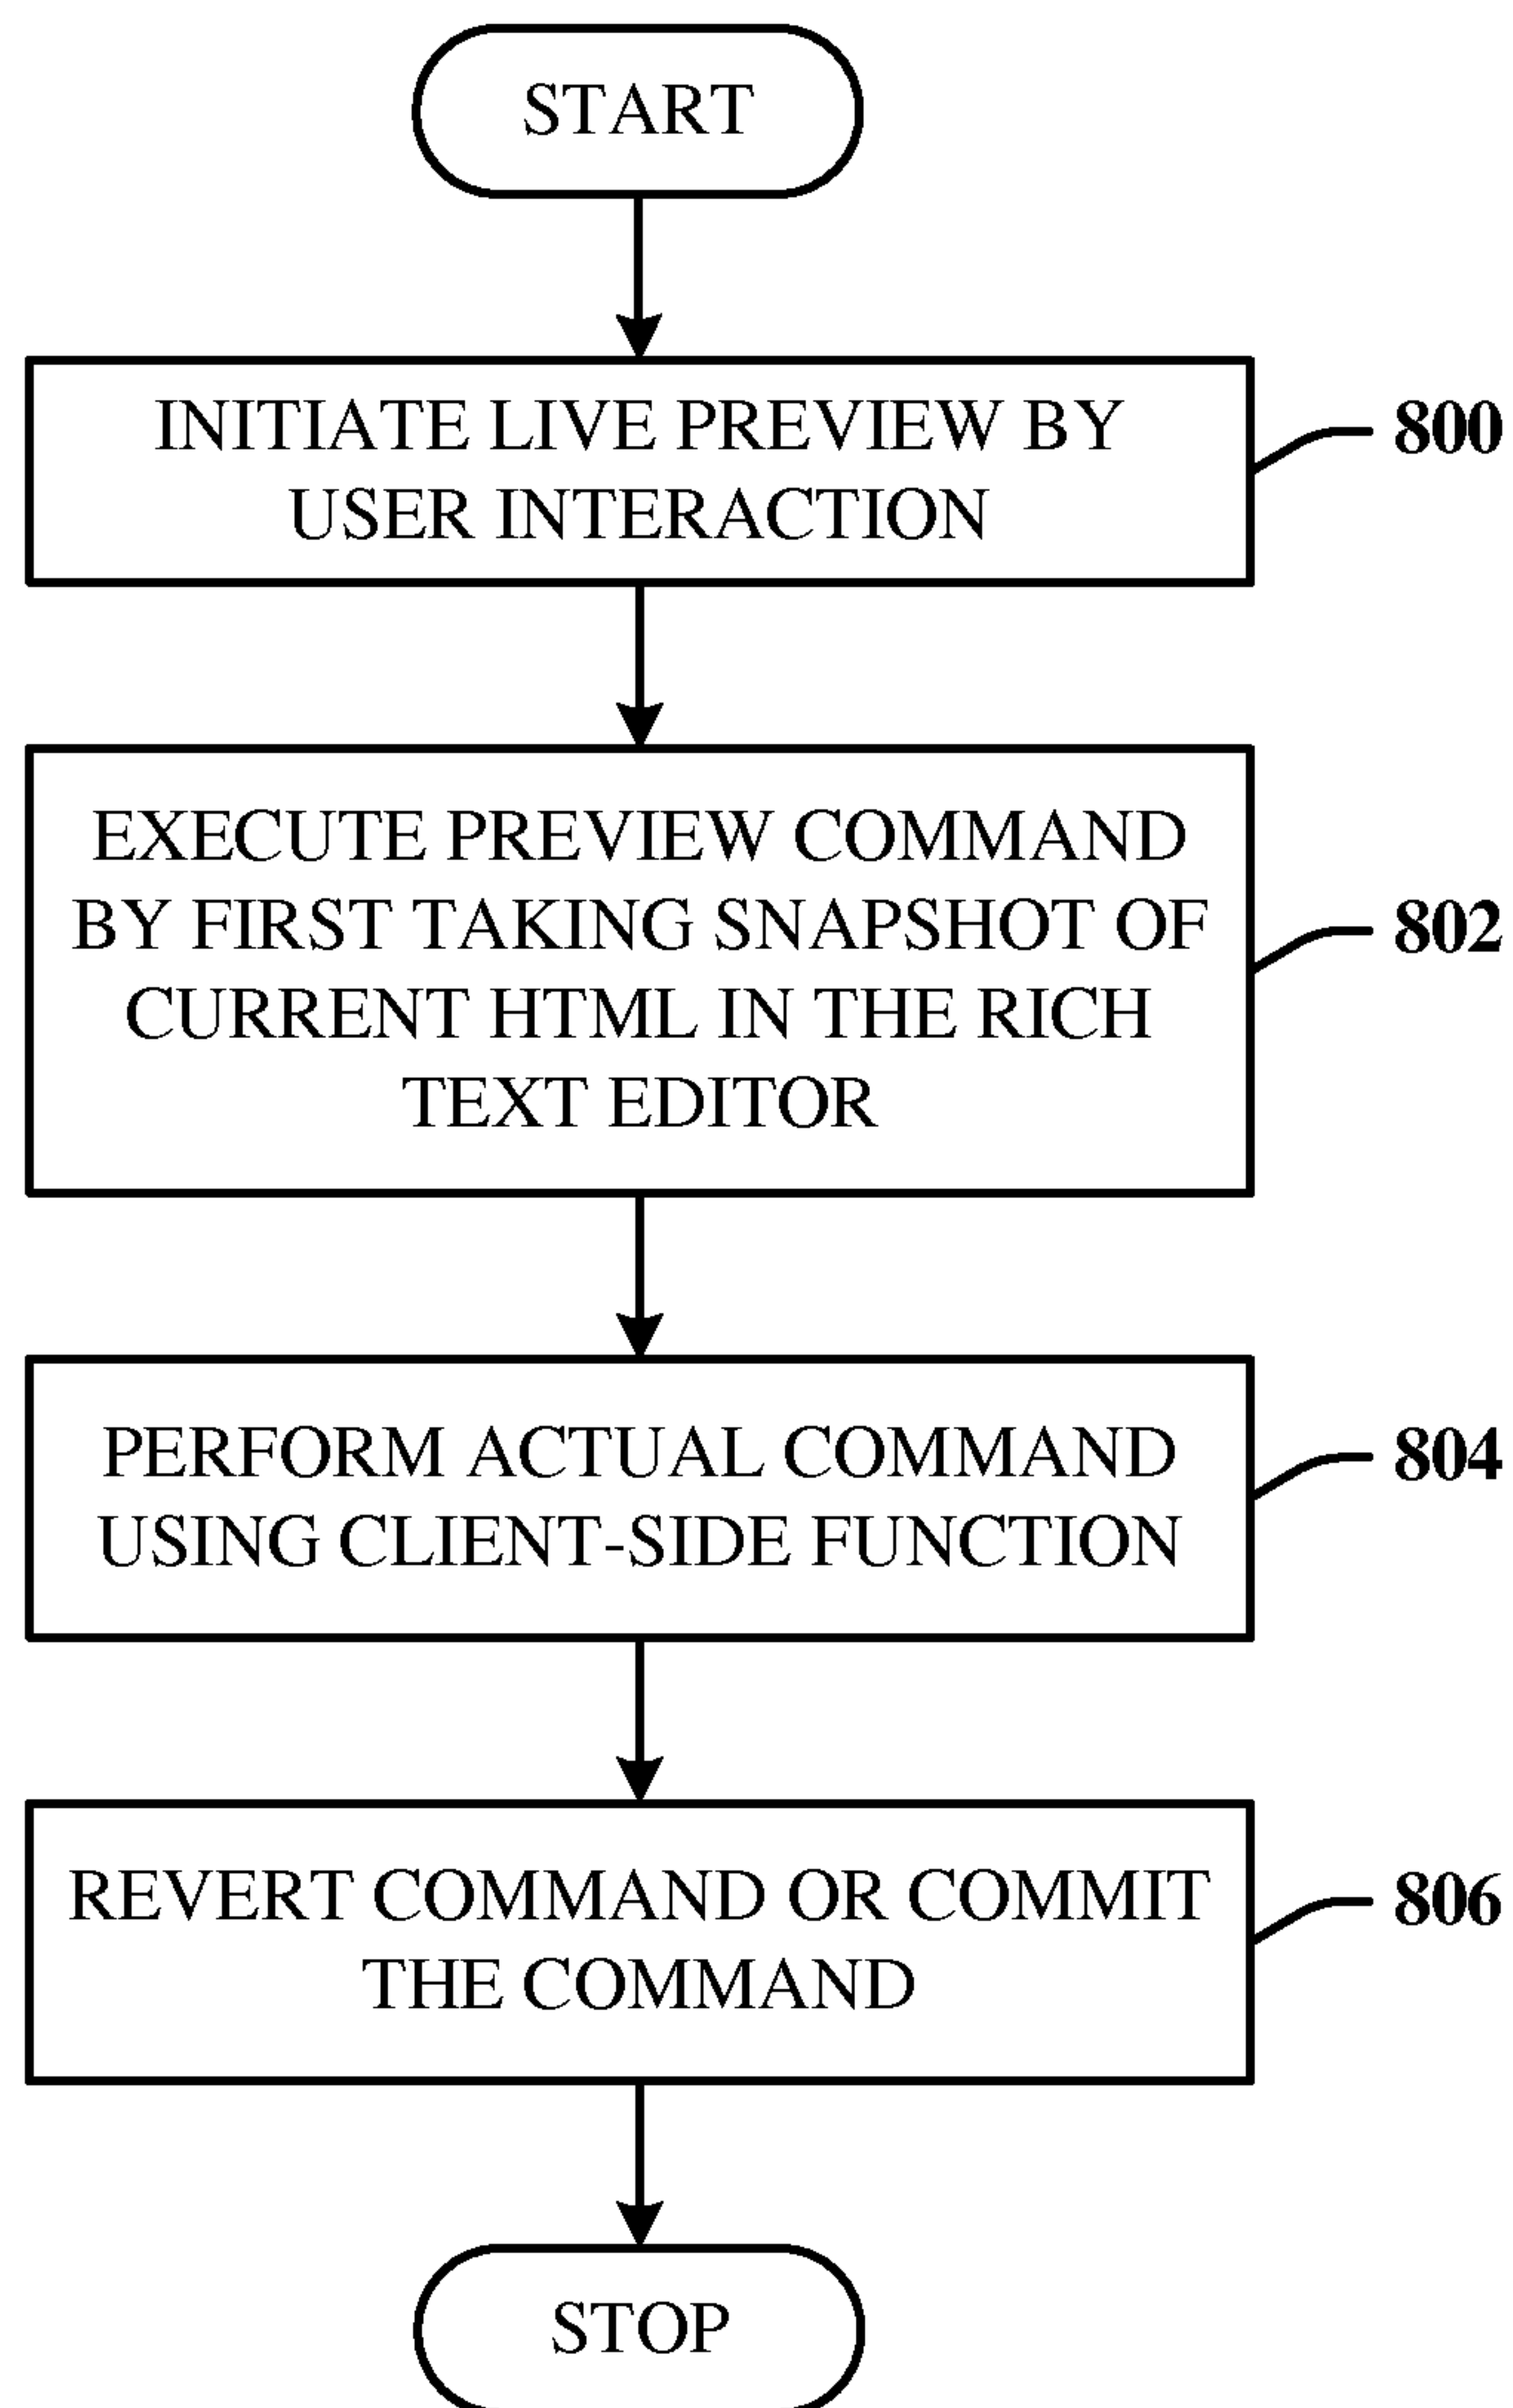 START
INITIATE LIVE PREVIEW BY
USER INTERACTION
800
EXECUTE PREVIEW COMMAND
BY FIRST TAKING SNAPSHOT OF
CURRENT HTML IN THE RICH
TEXT EDITOR
802
PERFORM ACTUAL COMMAND
USING CLIENT-SIDE FUNCTION
804
REVERT COMMAND OR COMMIT
THE COMMAND
806
STOP